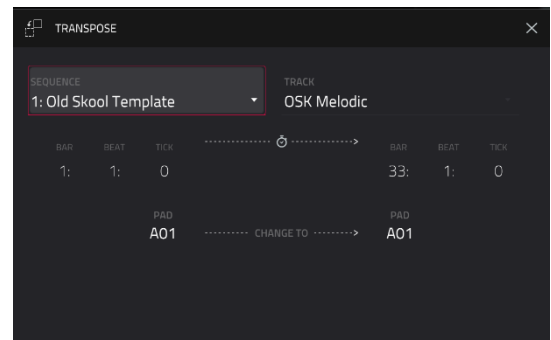 TRANSPOSE
SEQUENCE TRACK
1: Old Skool Template OSK Melodic
BAR BEAT TICK BAR BEAT TICK
1: 1: 0 33: 1: 0
PAD PAD
A01 CHANGE TO A01